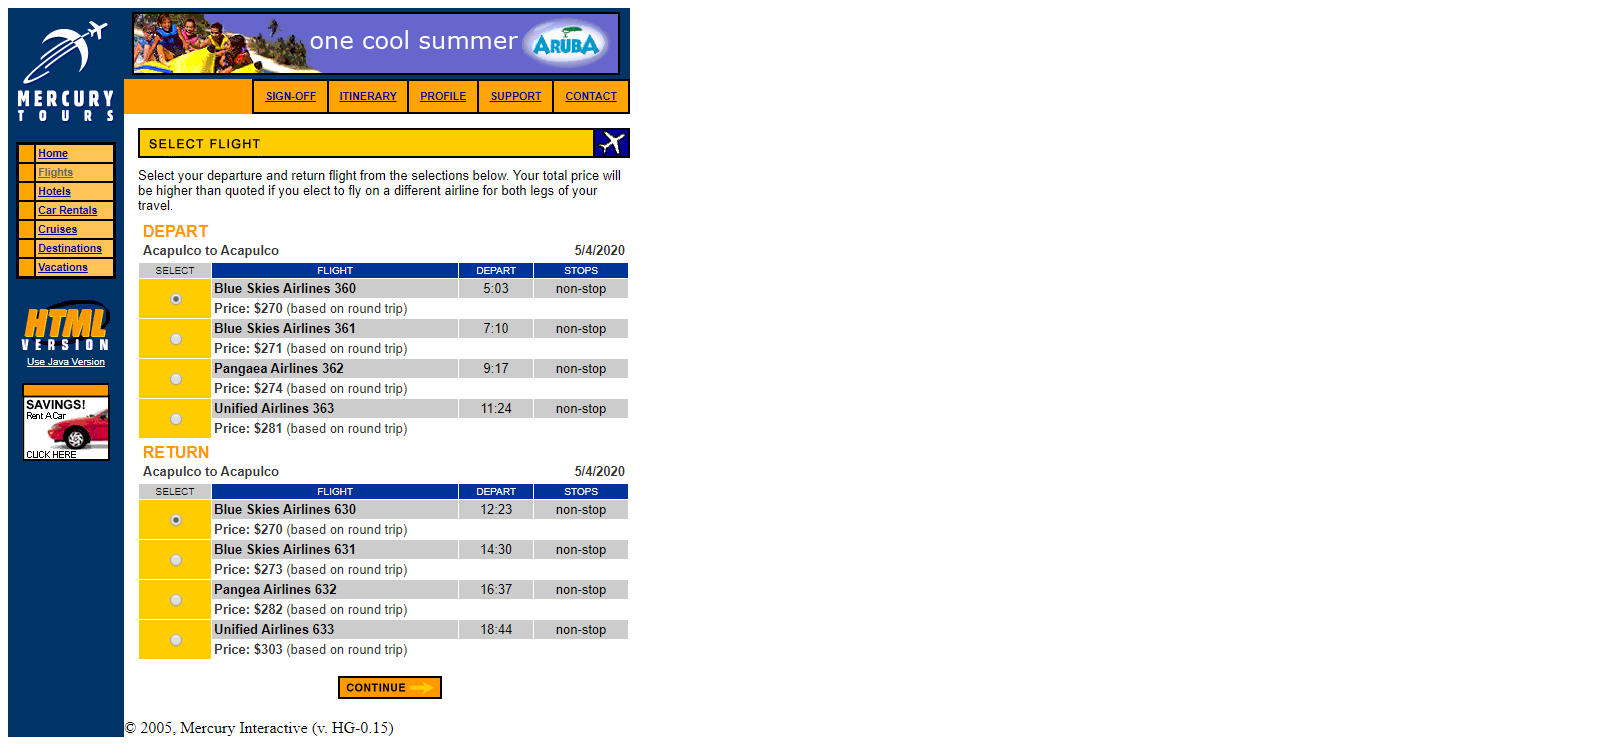 one cool summer ARUBA
MERCURY
TOURS
SIGN-OFF ITINERARY PROFILE SUPPORT CONTACT
Home
Flights
Hotels
Car Rentals
Cruises
Destinations
Vacations
HTML
VERSION
Use Java Version
SAVINGS!
Rent A Car
CLICK HERE
SELECT FLIGHT
Select your departure and return flight from the selections below. Your total price will
be higher than quoted if you elect to fly on a different airline for both legs of your
travel.
DEPART
Acapulco to Acapulco 5/4/2020
SELECT FLIGHT DEPART STOPS
Blue Skies Airlines 360 5:03 non-stop
Price: $270 (based on round trip)
Blue Skies Airlines 361 7:10 non-stop
Price: $271 (based on round trip)
Pangaea Airlines 362 9:17 non-stop
Price: $274 (based on round trip)
Unified Airlines 363 11:24 non-stop
Price: $281 (based on round trip)
RETURN
Acapulco to Acapulco 5/4/2020
SELECT FLIGHT DEPART STOPS
Blue Skies Airlines 630 12:23 non-stop
Price: $270 (based on round trip)
Blue Skies Airlines 631 14:30 non-stop
Price: $273 (based on round trip)
Pangea Airlines 632 16:37 non-stop
Price: $282 (based on round trip)
Unified Airlines 633 18:44 non-stop
Price: $303 (based on round trip)
CONTINUE
© 2005, Mercury Interactive (v. HG-0.15)